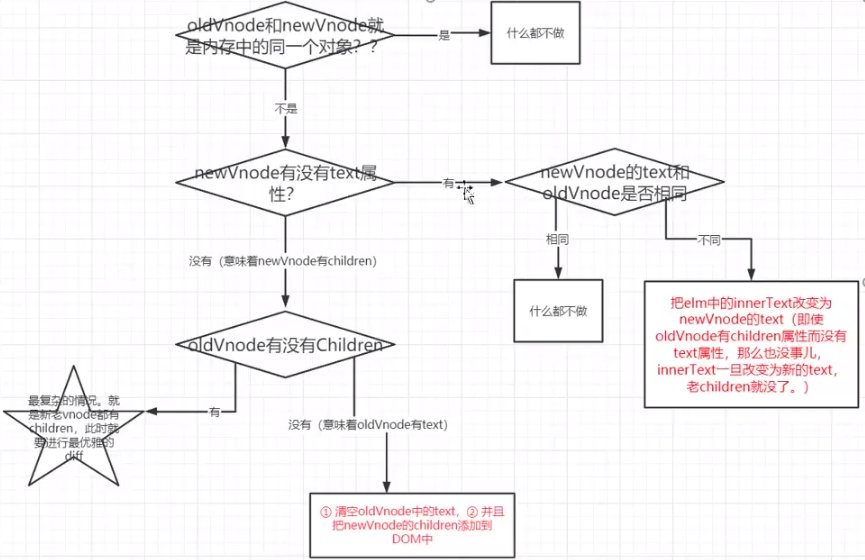 oldVnode和newVnode就
是内存中的同一个对象？？
是
什么都不做
不是
newVnode有没有text属
性？
有
newVnode的text和
oldVnode是否相同
相同
不同
没有（意味着newVnode有children）
什么都不做
把elm中的innerText改变为
newVnode的text（即使
oldVnode有children属性而没有
text属性，那么也没事儿，
innerText一旦改变为新的text，
老children就没了。）
oldVnode有没有Children
有
没有（意味着oldVnode有text）
最复杂的情况。就
是新老vnode都有
children，此时就
要进行最优雅的
diff
① 清空oldVnode中的text，② 并且
把newVnode的children添加到
DOM中